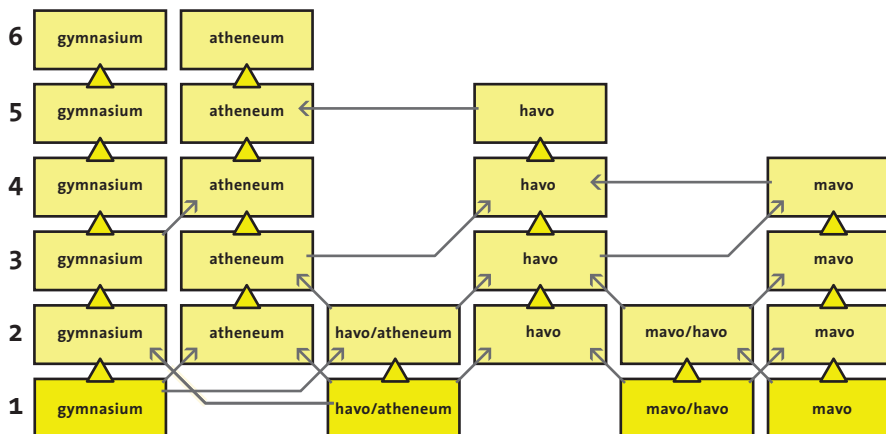 6 gymnasium atheneum
5 gymnasium atheneum havo
4 gymnasium atheneum havo mavo
3 gymnasium atheneum havo mavo
2 gymnasium atheneum havo/atheneum havo mavo/havo mavo
1 gymnasium havo/atheneum mavo/havo mavo